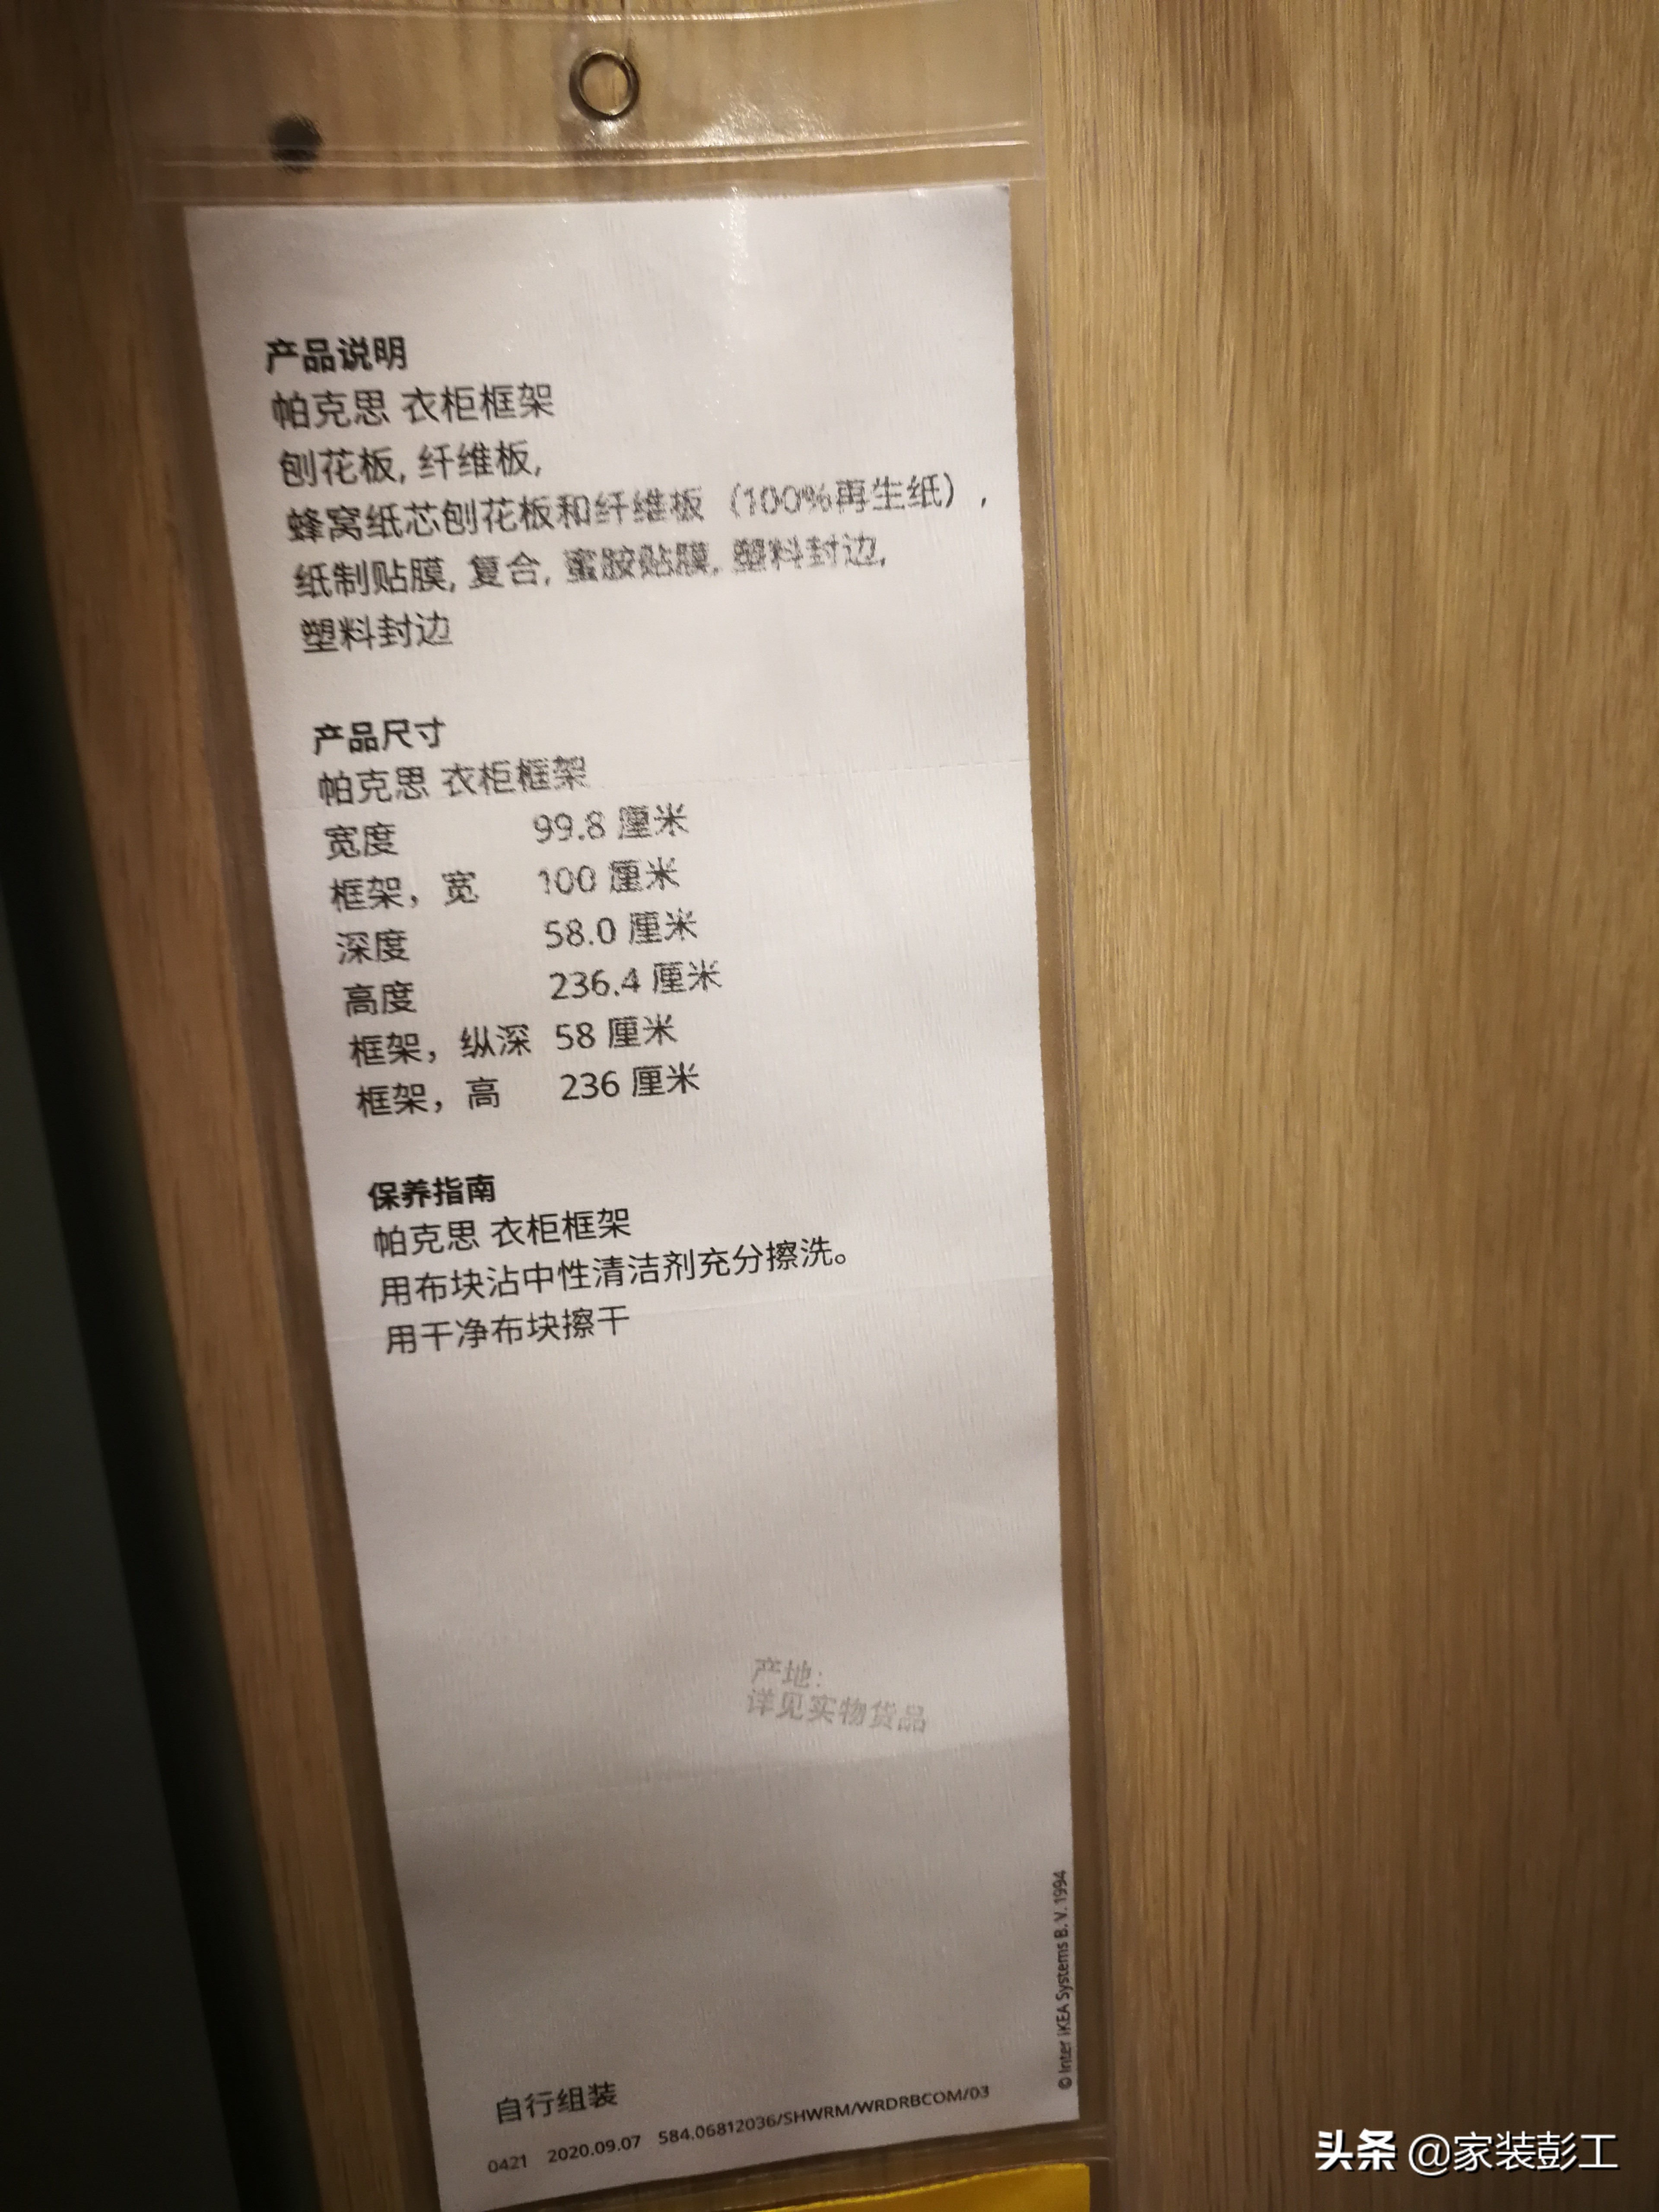 产品说明
帕克思 衣柜框架
刨花板, 纤维板,
蜂窝纸芯刨花板和纤维板（100%再生纸）,
纸制贴膜, 复合, 蜜胺贴膜, 塑料封边,
塑料封边
产品尺寸
帕克思 衣柜框架
宽度 99.8 厘米
框架，宽 100 厘米
深度 58.0 厘米
高度 236.4 厘米
框架，纵深 58 厘米
框架，高 236 厘米
保养指南
帕克思 衣柜框架
用布块沾中性清洁剂充分擦洗。
用干净布块擦干
产地：
详见实物货品
© Inter IKEA Systems B. V. 1994
自行组装
0421 2020.09.07 584.06812036/SHWRM/WRDRBCOM/03
头条 @家装彭工